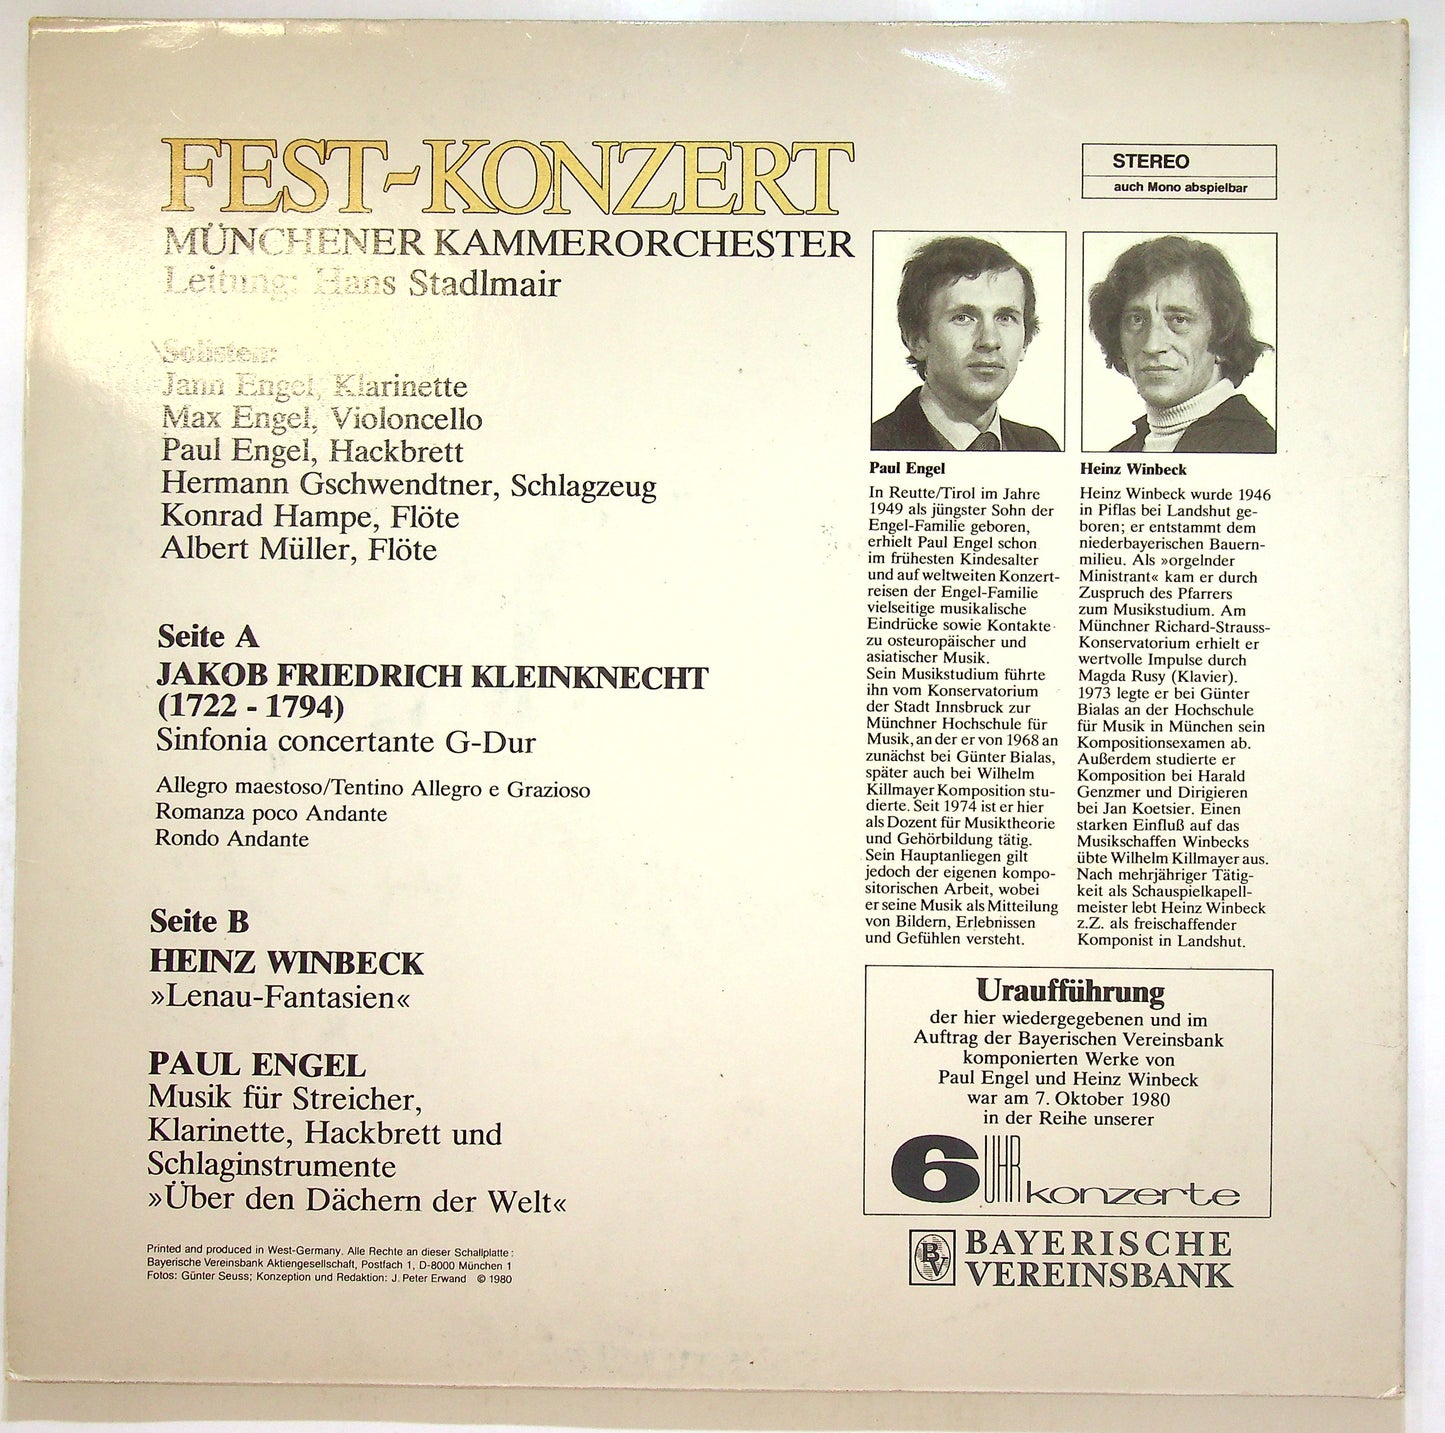 FEST-KONZERT
MÜNCHENER KAMMERORCHESTER
Leitung: Hans Stadlmair
Solisten:
Jann Engel, Klarinette
Max Engel, Violoncello
Paul Engel, Hackbrett
Hermann Gschwendtner, Schlagzeug
Konrad Hampe, Flöte
Albert Müller, Flöte
Seite A
JAKOB FRIEDRICH KLEINKNECHT
(1722 - 1794)
Sinfonia concertante G-Dur
Allegro maestoso/Tentino Allegro e Grazioso
Romanza poco Andante
Rondo Andante
Seite B
HEINZ WINBECK
»Lenau-Fantasien«
PAUL ENGEL
Musik für Streicher,
Klarinette, Hackbrett und
Schlaginstrumente
»Über den Dächern der Welt«
Printed and produced in West-Germany. Alle Rechte an dieser Schallplatte:
Bayerische Vereinsbank Aktiengesellschaft, Postfach 1, D-8000 München 1
Fotos: Günter Seuss; Konzeption und Redaktion: J. Peter Erwand © 1980
STEREO
auch Mono abspielbar
Paul Engel
In Reutte/Tirol im Jahre
1949 als jüngster Sohn der
Engel-Familie geboren,
erhielt Paul Engel schon
im frühesten Kindesalter
und auf weltweiten Konzert-
reisen der Engel-Familie
vielseitige musikalische
Eindrücke sowie Kontakte
zu osteuropäischer und
asiatischer Musik.
Sein Musikstudium führte
ihn vom Konservatorium
der Stadt Innsbruck zur
Münchner Hochschule für
Musik, an der er von 1968 an
zunächst bei Günter Bialas,
später auch bei Wilhelm
Killmayer Komposition stu-
dierte. Seit 1974 ist er hier
als Dozent für Musiktheorie
und Gehörbildung tätig.
Sein Hauptanliegen gilt
jedoch der eigenen kompo-
sitorischen Arbeit, wobei
er seine Musik als Mitteilung
von Bildern, Erlebnissen
und Gefühlen versteht.
Heinz Winbeck
Heinz Winbeck wurde 1946
in Piflas bei Landshut ge-
boren; er entstammt dem
niederbayerischen Bauern-
milieu. Als »orgelnder
Ministrant« kam er durch
Zuspruch des Pfarrers
zum Musikstudium. Am
Münchner Richard-Strauss-
Konservatorium erhielt er
wertvolle Impulse durch
Magda Rusy (Klavier).
1973 legte er bei Günter
Bialas an der Hochschule
für Musik in München sein
Kompositionsexamen ab.
Außerdem studierte er
Komposition bei Harald
Genzmer und Dirigieren
bei Jan Koetsier. Einen
starken Einfluß auf das
Musikschaffen Winbecks
übte Wilhelm Killmayer aus.
Nach mehrjähriger Tätig-
keit als Schauspielkapell-
meister lebt Heinz Winbeck
z.Z. als freischaffender
Komponist in Landshut.
Uraufführung
der hier wiedergegebenen und im
Auftrag der Bayerischen Vereinsbank
komponierten Werke von
Paul Engel und Heinz Winbeck
war am 7. Oktober 1980
in der Reihe unserer
6 UHR konzerte
BV
BAYERISCHE
VEREINSBANK